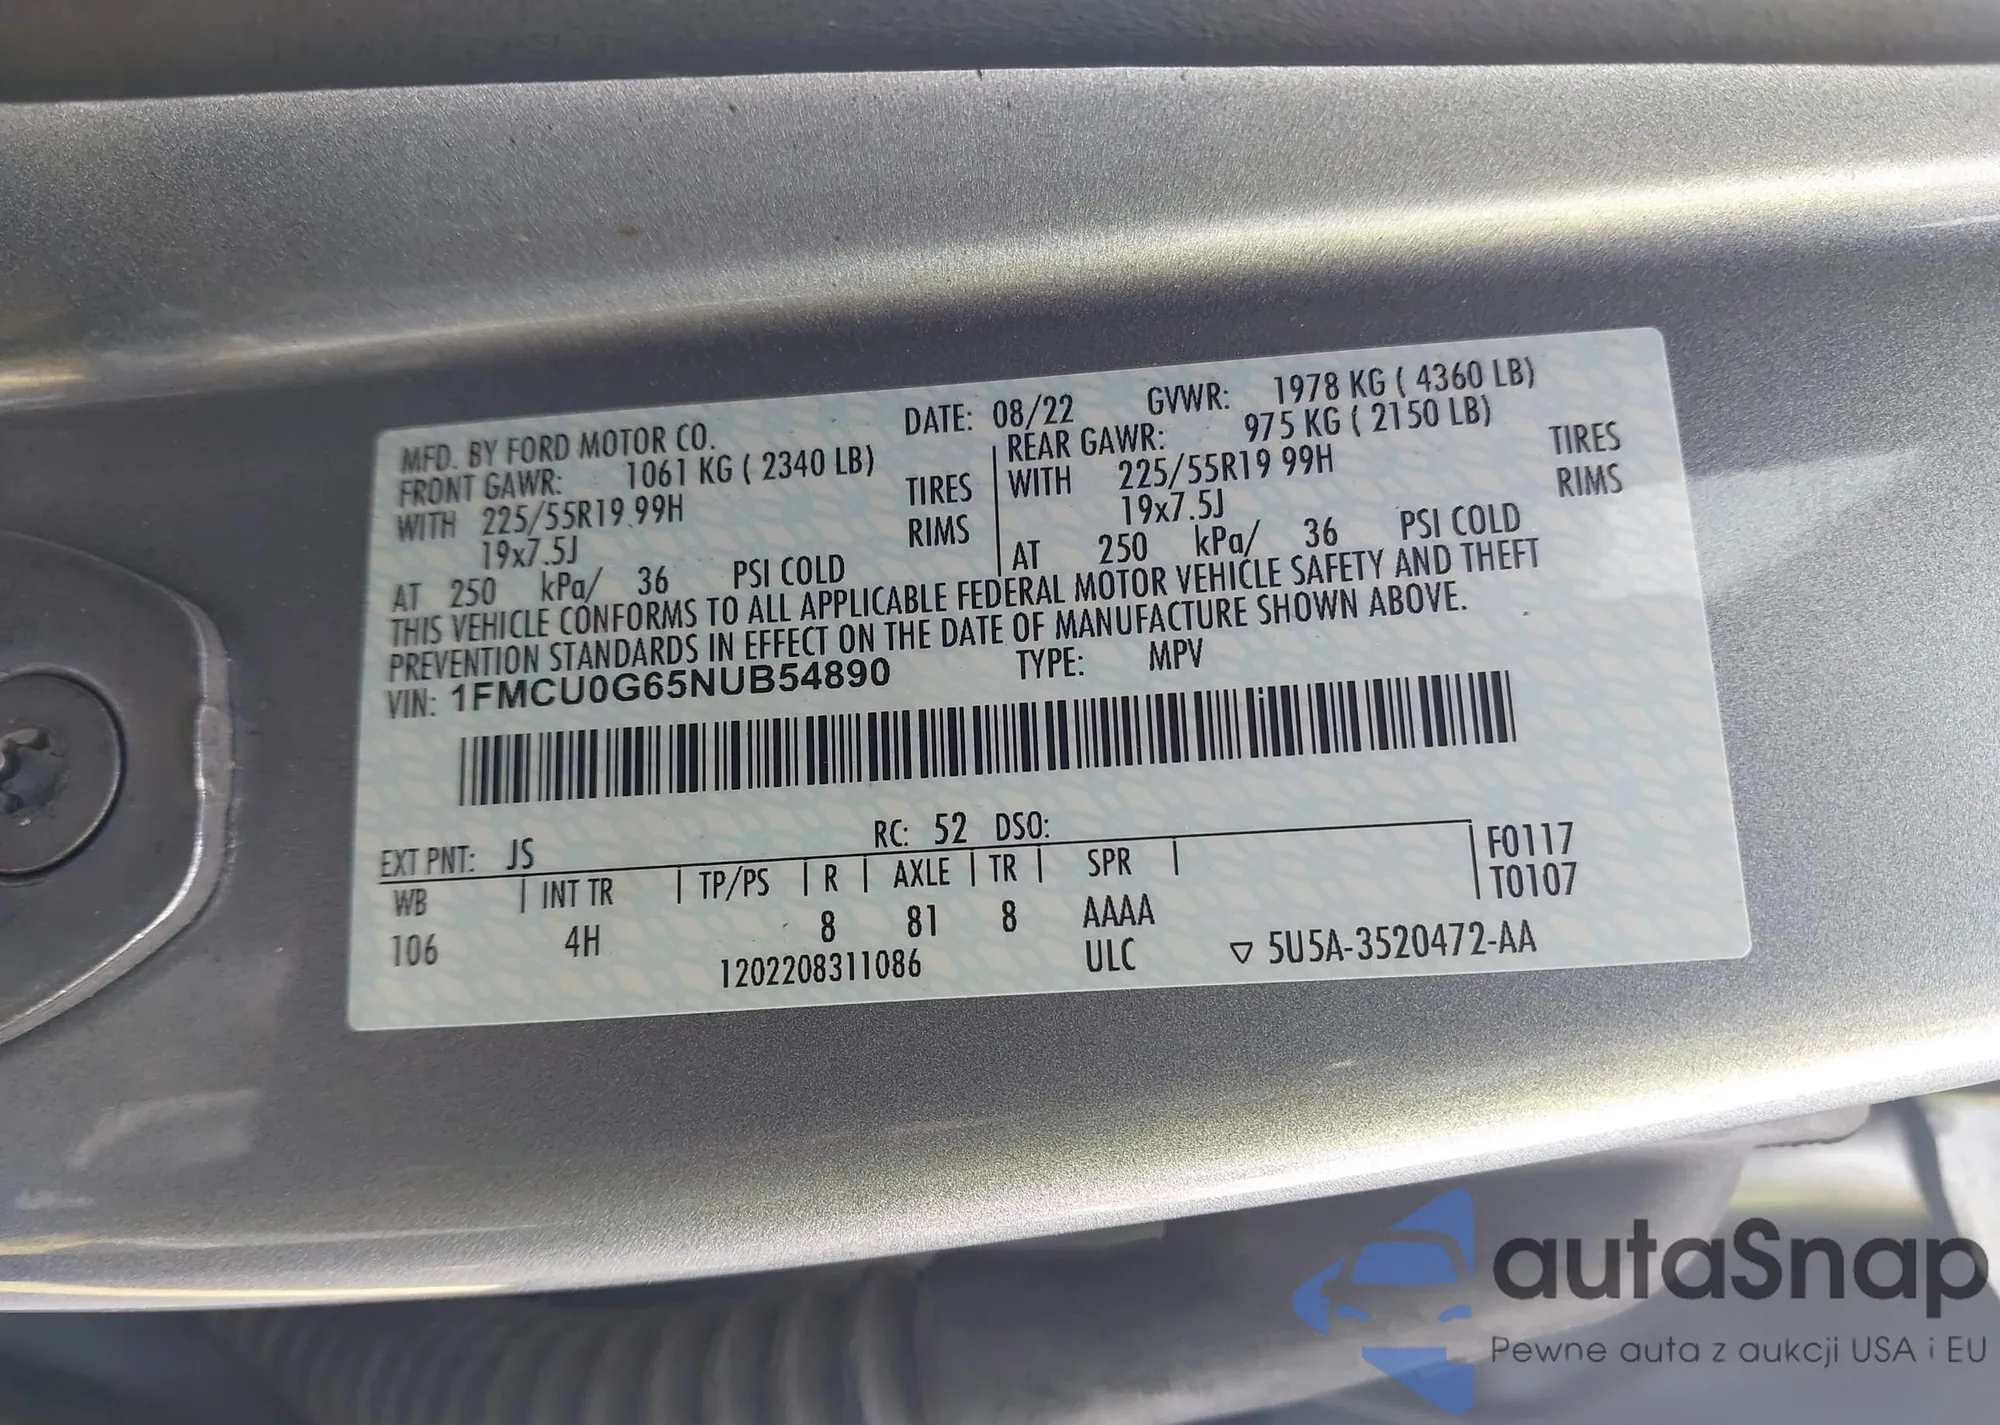 MFD. BY FORD MOTOR CO. DATE: 08/22 GVWR: 1978 KG ( 4360 LB)
FRONT GAWR: 1061 KG ( 2340 LB) REAR GAWR: 975 KG ( 2150 LB)
WITH 225/55R19 99H TIRES WITH 225/55R19 99H TIRES
19x7.5J RIMS 19x7.5J RIMS
AT 250 kPa/ 36 PSI COLD AT 250 kPa/ 36 PSI COLD
THIS VEHICLE CONFORMS TO ALL APPLICABLE FEDERAL MOTOR VEHICLE SAFETY AND THEFT
PREVENTION STANDARDS IN EFFECT ON THE DATE OF MANUFACTURE SHOWN ABOVE.
VIN: 1FMCU0G65NUB54890 TYPE: MPV
EXT PNT: JS RC: 52 DSO:
WB | INT TR | TP/PS | R | AXLE | TR | SPR | F0117
106 4H 8 81 8 AAAA T0107
1202208311086 ULC ▽ 5U5A-3520472-AA
autaSnap
Pewne auta z aukcji USA i EU